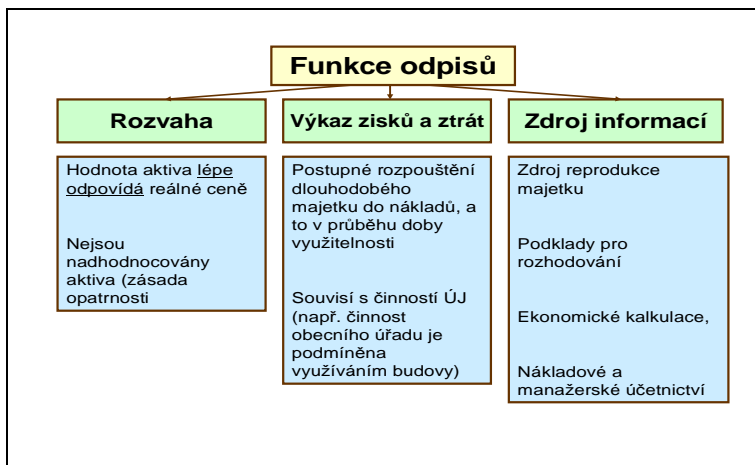 Funkce odpisů
Rozvaha
Výkaz zisků a ztrát
Zdroj informací
Hodnota aktiva lépe
odpovídá reálné ceně
Nejsou
nadhodnocovány
aktiva (zásada
opatrnosti
Postupné rozpouštění
dlouhodobého
majetku do nákladů, a
to v průběhu doby
využitelnosti
Souvisí s činností ÚJ
(např. činnost
obecního úřadu je
podmíněna
využíváním budovy)
Zdroj reprodukce
majetku
Podklady pro
rozhodování
Ekonomické kalkulace,
Nákladové a
manažerské účetnictví